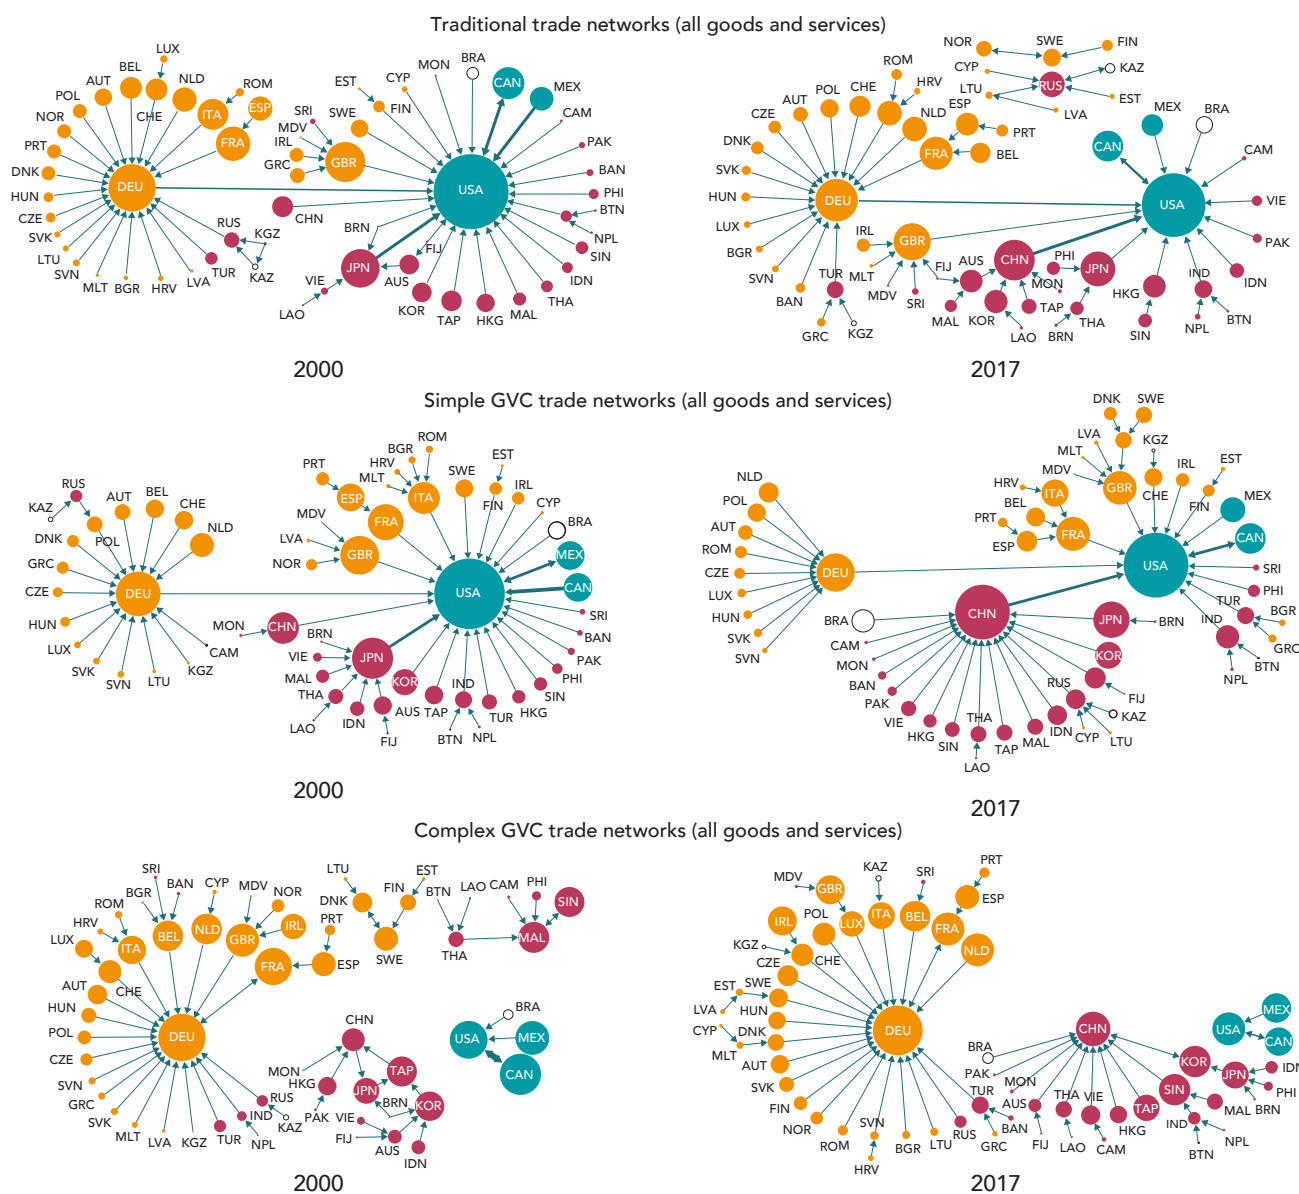 Traditional trade networks (all goods and services)
LUX
BEL
AUT
CHE
NLD
ROM
ESP
POL
ITA
NOR
FRA
PRT
DNK
DEU
HUN
CZE
SVK
LTU
SVN
MLT
BGR
HRV
LVA
TUR
RUS
KGZ
KAZ
EST
CYP
MON
BRA
CAN
MEX
FIN
SWE
SRI
MDV
IRL
GRC
GBR
CAM
PAK
BAN
PHI
BTN
NPL
SIN
IDN
THA
MAL
HKG
TAP
KOR
USA
CHN
BRN
FIJ
JPN
AUS
VIE
LAO
2000
NOR
SWE
FIN
CYP
KAZ
RUS
LTU
EST
LVA
ROM
HRV
CHE
POL
AUT
CZE
NLD
ESP
PRT
FRA
BEL
DNK
SVK
HUN
DEU
LUX
BGR
SVN
BAN
TUR
GRC
KGZ
IRL
GBR
MLT
MDV
SRI
FIJ
AUS
MAL
CHN
MON
KOR
TAP
LAO
PHI
JPN
THA
BRN
MEX
BRA
CAN
CAM
USA
VIE
PAK
IDN
IND
HKG
SIN
NPL
BTN
2017
Simple GVC trade networks (all goods and services)
RUS
KAZ
POL
AUT
BEL
CHE
NLD
DNK
GRC
CZE
DEU
HUN
LUX
SVK
SVN
LTU
KGZ
CAM
MON
CHN
PRT
ESP
FRA
MDV
LVA
NOR
GBR
ROM
BGR
HRV
MLT
ITA
SWE
EST
FIN
IRL
CYP
BRA
MEX
CAN
USA
SRI
BAN
PAK
PHI
SIN
HKG
TUR
IND
NPL
BTN
TAP
AUS
KOR
BRN
VIE
MAL
JPN
THA
LAO
IDN
FIJ
2000
DNK
SWE
LVA
MLT
MDV
GBR
KGZ
CHE
IRL
EST
FIN
MEX
CAN
HRV
ITA
BEL
PRT
ESP
FRA
USA
NLD
POL
AUT
ROM
CZE
LUX
HUN
SVK
SVN
DEU
SRI
PHI
TUR
BGR
GRC
IND
BTN
NPL
CHN
BRA
CAM
MON
BAN
PAK
VIE
HKG
SIN
THA
LAO
TAP
MAL
IDN
RUS
CYP
LTU
KAZ
FIJ
KOR
JPN
BRN
2017
Complex GVC trade networks (all goods and services)
SRI
BAN
BGR
CYP
MDV
NOR
ROM
HRV
LUX
ITA
BEL
NLD
GBR
IRL
PRT
FRA
ESP
CHE
AUT
HUN
POL
DEU
CZE
SVN
GRC
SVK
MLT
LVA
KGZ
TUR
NPL
IND
RUS
KAZ
LTU
DNK
FIN
EST
SWE
BTN
LAO
CAM
PHI
SIN
THA
MAL
CHN
MON
HKG
PAK
JPN
TAP
BRN
KOR
VIE
FIJ
AUS
IDN
BRA
USA
MEX
CAN
2000
MDV
GBR
KAZ
SRI
PRT
ESP
IRL
POL
LUX
ITA
BEL
FRA
NLD
KGZ
CHE
CZE
EST
SWE
LVA
HUN
CYP
DNK
MLT
AUT
SVK
FIN
NOR
ROM
SVN
HRV
BGR
LTU
RUS
GRC
BAN
TUR
DEU
CHN
BRA
PAK
MON
AUS
FIJ
THA
LAO
VIE
CAM
HKG
TAP
SIN
IND
BTN
NPL
MAL
KOR
JPN
IDN
PHI
BRN
USA
MEX
CAN
2017